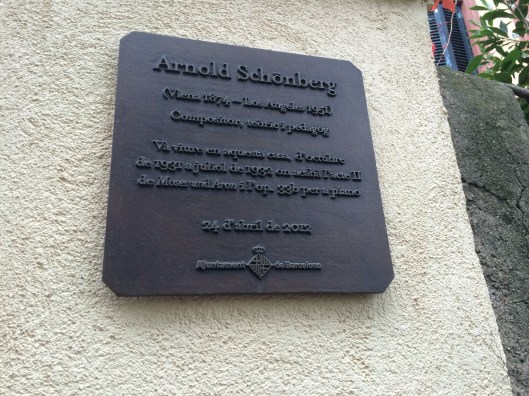 Arnold Schönberg
(Viena, 1874 – Los Angeles 1951)
Compositor, teòric i pedagog
Va viure en aquesta casa, d'octubre
de 1931 a juliol de 1932 on acabà l'acte II
de Moses und Aron i l'op. 33b per a piano
24 d'abril de 2012
Ajuntament de Barcelona